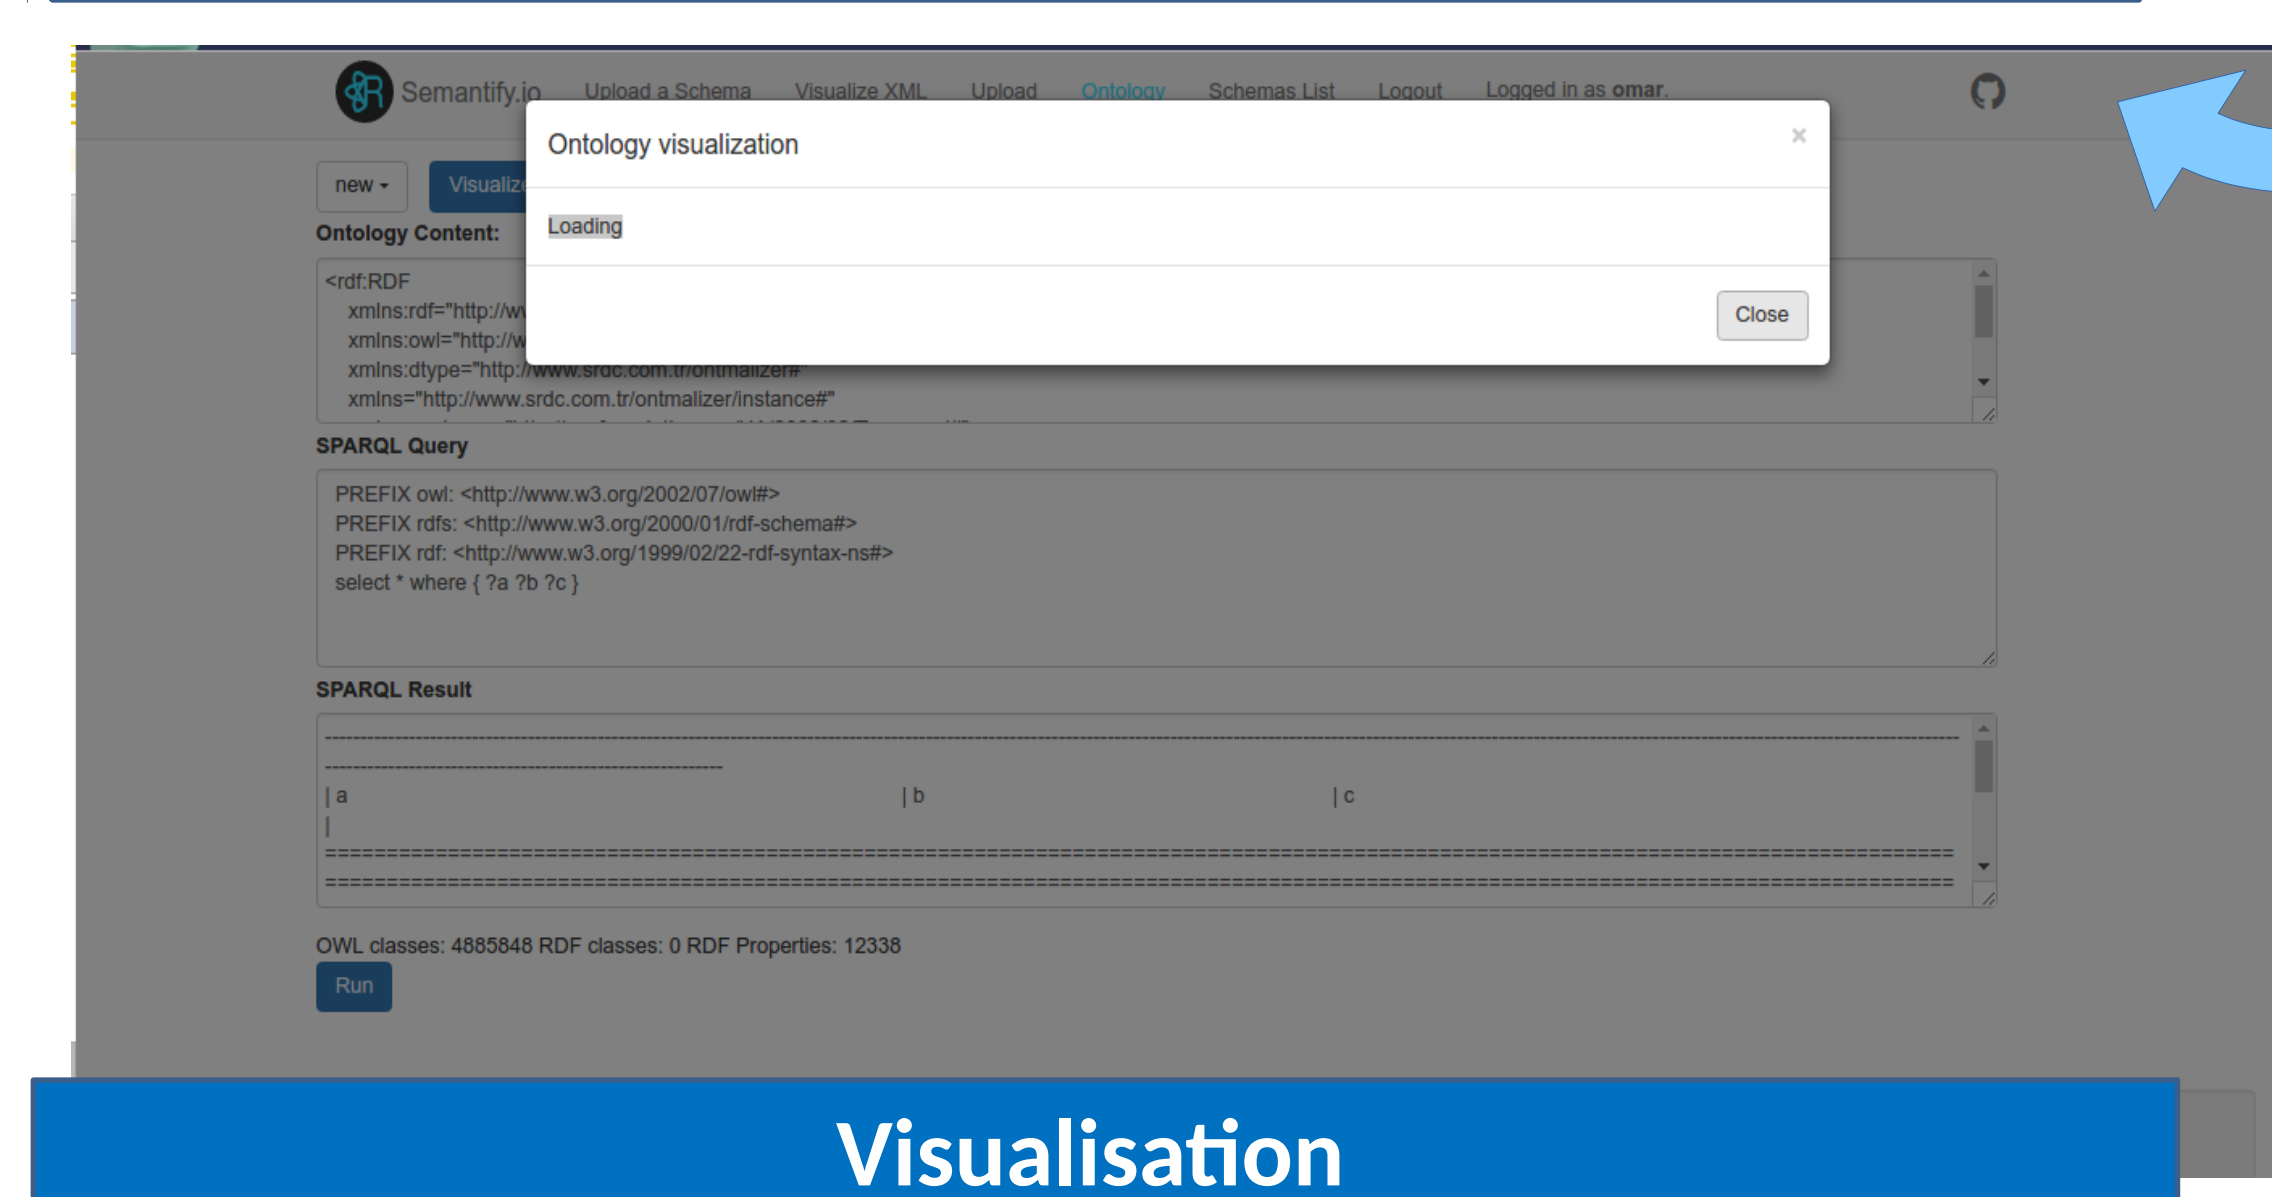 Semantify.io Upload a Schema Visualize XML Upload Ontology Schemas List Logout Logged in as omar.
Ontology visualization
×
new
Visualize
Loading
Ontology Content:
<rdf:RDF
xmlns:rdf="http://w
xmlns:owl="http://w
Close
xmlns:dtype="http://www.srdc.com.tr/ontmalizer#"
xmlns="http://www.srdc.com.tr/ontmalizer/instance#"
SPARQL Query
PREFIX owl: <http://www.w3.org/2002/07/owl#>
PREFIX rdfs: <http://www.w3.org/2000/01/rdf-schema#>
PREFIX rdf: <http://www.w3.org/1999/02/22-rdf-syntax-ns#>
select * where { ?a ?b ?c }
SPARQL Result
| a | b | c
|
OWL classes: 4885848 RDF classes: 0 RDF Properties: 12338
Run
Visualisation